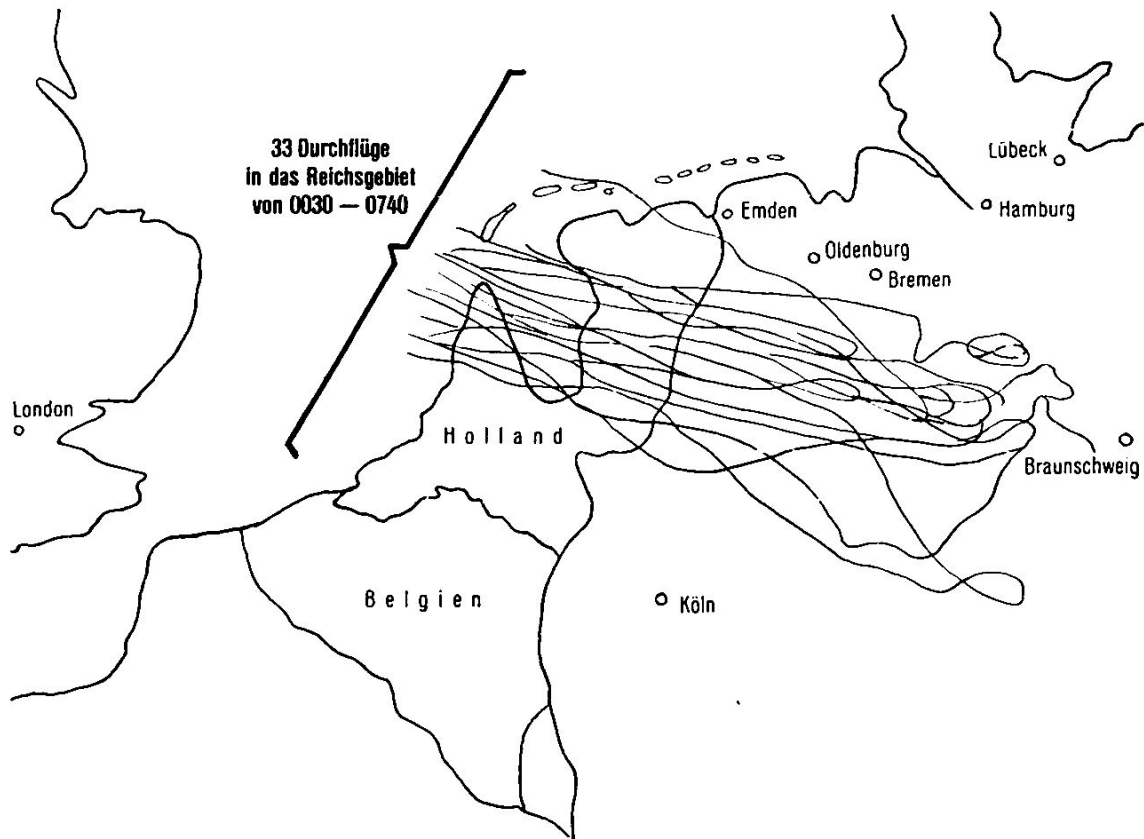 33 Durchflüge
in das Reichsgebiet
von 0030 — 0740
Lübeck
Hamburg
Emden
Oldenburg
Bremen
London
Holland
Braunschweig
Belgien
Köln